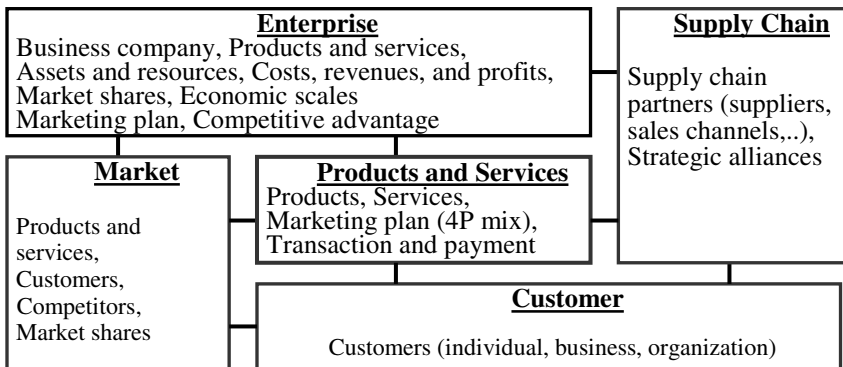 Enterprise
Business company, Products and services,
Assets and resources, Costs, revenues, and profits,
Market shares, Economic scales
Marketing plan, Competitive advantage
Supply Chain
Supply chain
partners (suppliers,
sales channels,..),
Strategic alliances
Market
Products and
services,
Customers,
Competitors,
Market shares
Products and Services
Products, Services,
Marketing plan (4P mix),
Transaction and payment
Customer
Customers (individual, business, organization)